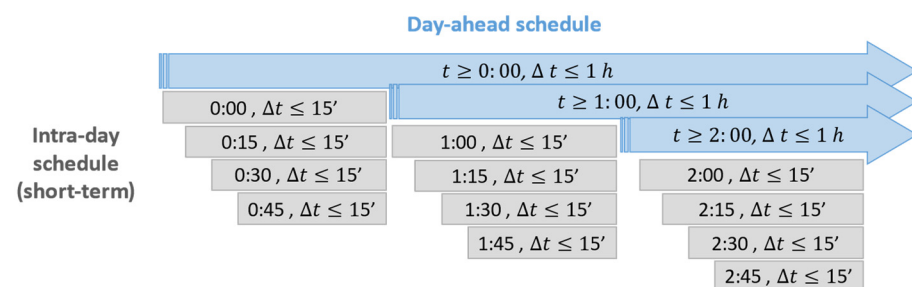 Day-ahead schedule
t ≥ 0: 00, Δ t ≤ 1 h
t ≥ 1: 00, Δ t ≤ 1 h
t ≥ 2: 00, Δ t ≤ 1 h
Intra-day
schedule
(short-term)
0:00 , Δt ≤ 15’
0:15 , Δt ≤ 15’
0:30 , Δt ≤ 15’
0:45 , Δt ≤ 15’
1:00 , Δt ≤ 15’
1:15 , Δt ≤ 15’
1:30 , Δt ≤ 15’
1:45 , Δt ≤ 15’
2:00 , Δt ≤ 15’
2:15 , Δt ≤ 15’
2:30 , Δt ≤ 15’
2:45 , Δt ≤ 15’